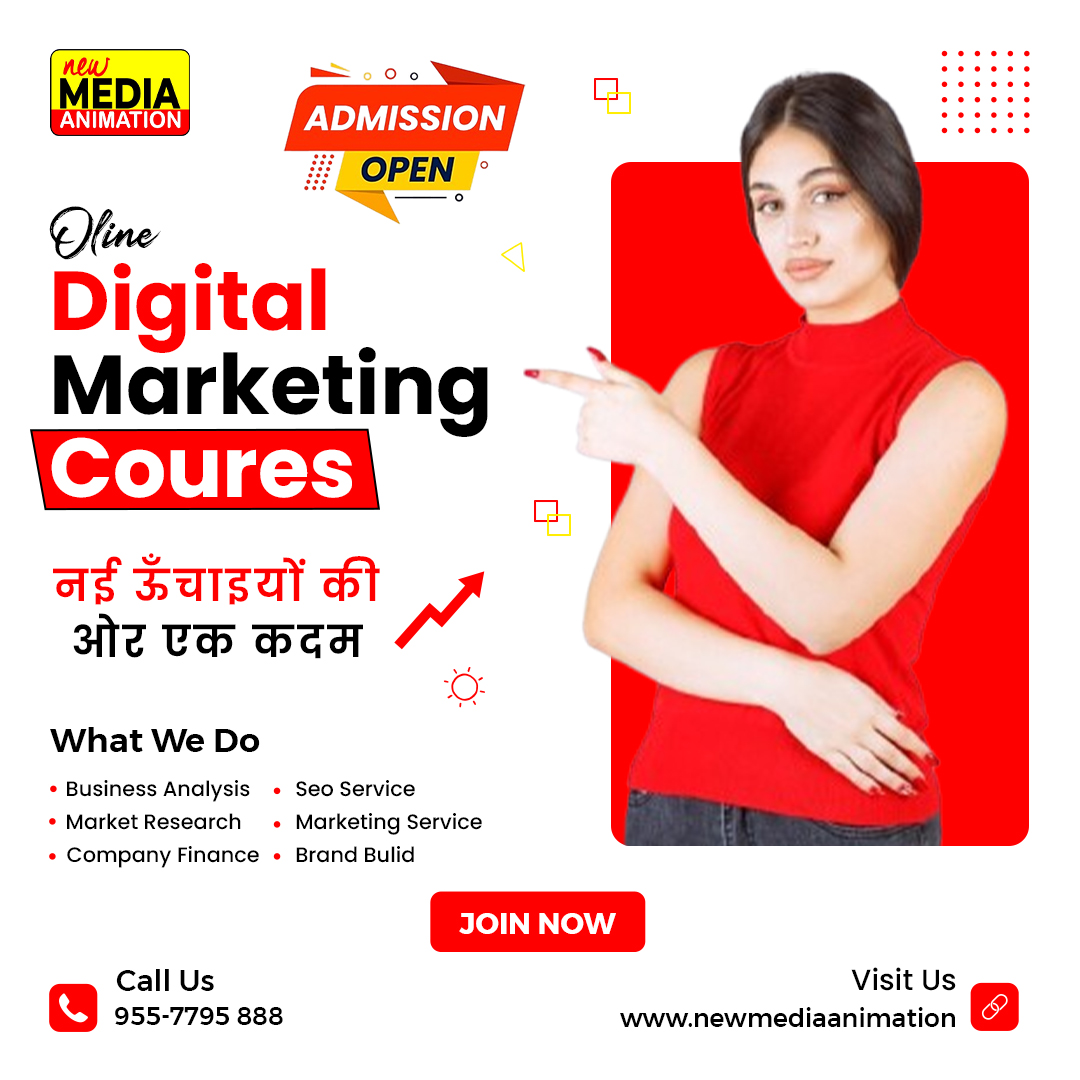 new
MEDIA
ANIMATION
ADMISSION
OPEN
Oline
Digital
Marketing
Coures
नई ऊँचाइयों की
ओर एक कदम
What We Do
• Business Analysis
• Market Research
• Company Finance
• Seo Service
• Marketing Service
• Brand Bulid
JOIN NOW
Call Us
955-7795 888
Visit Us
www.newmediaanimation